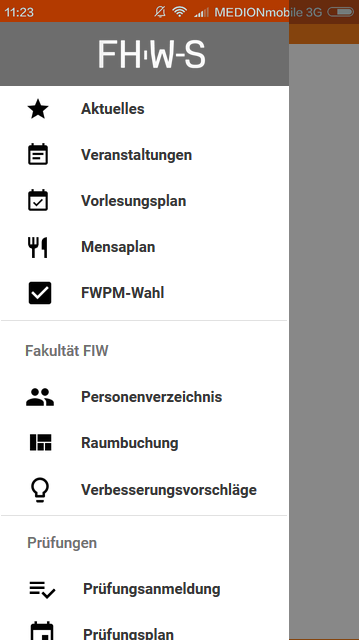 11:23 MEDIONmobile 3G
FH·W-S
Aktuelles
Veranstaltungen
Vorlesungsplan
Mensaplan
FWPM-Wahl
Fakultät FIW
Personenverzeichnis
Raumbuchung
Verbesserungsvorschläge
Prüfungen
Prüfungsanmeldung
Prüfungsplan